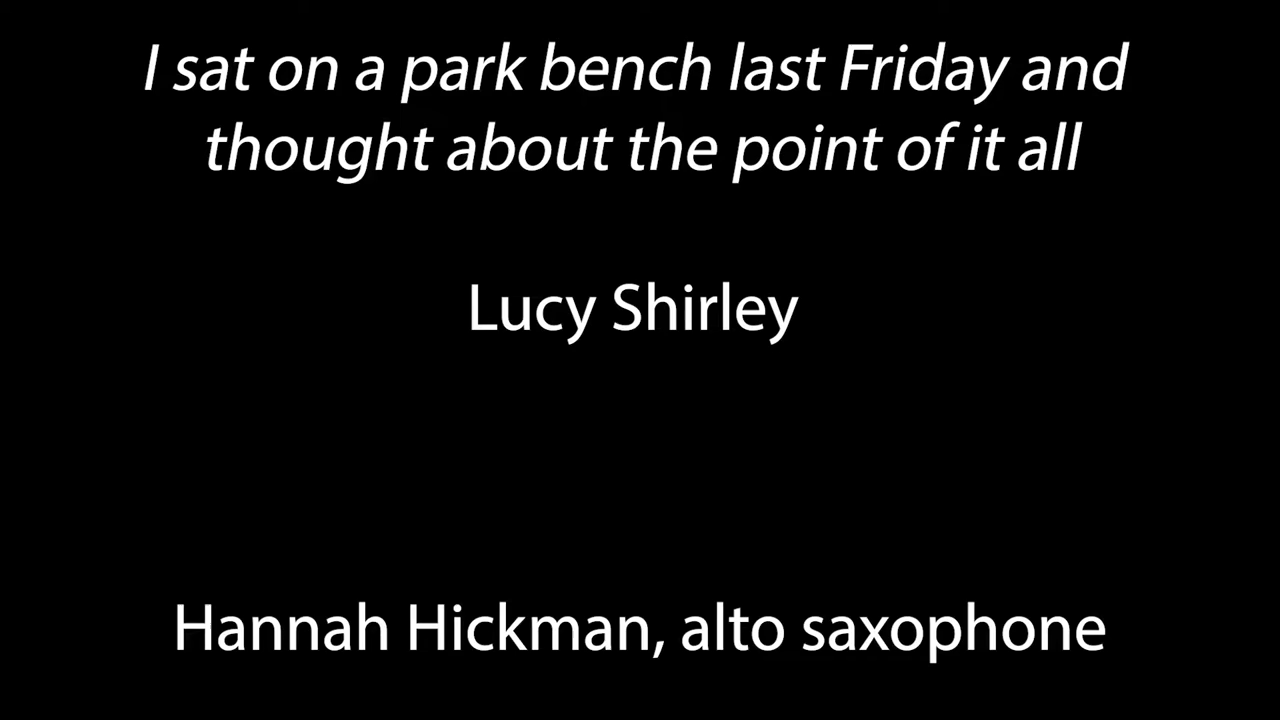 I sat on a park bench last Friday and
thought about the point of it all
Lucy Shirley
Hannah Hickman, alto saxophone